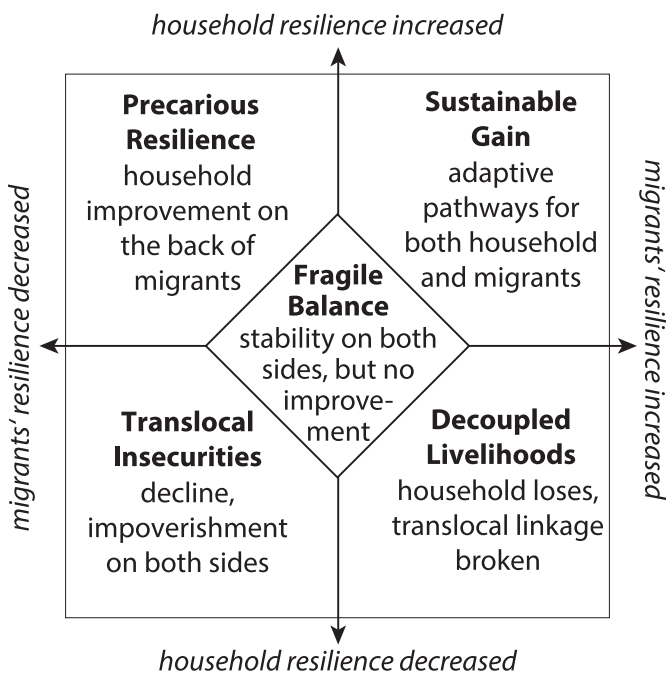 household resilience increased
Precarious
Resilience
household
improvement on
the back of
migrants
Sustainable
Gain
adaptive
pathways for
both household
and migrants
migrants‘ resilience decreased
migrants‘ resilience increased
Fragile
Balance
stability on both
sides, but no
improve-
ment
Translocal
Insecurities
decline,
impoverishment
on both sides
Decoupled
Livelihoods
household loses,
translocal linkage
broken
household resilience decreased